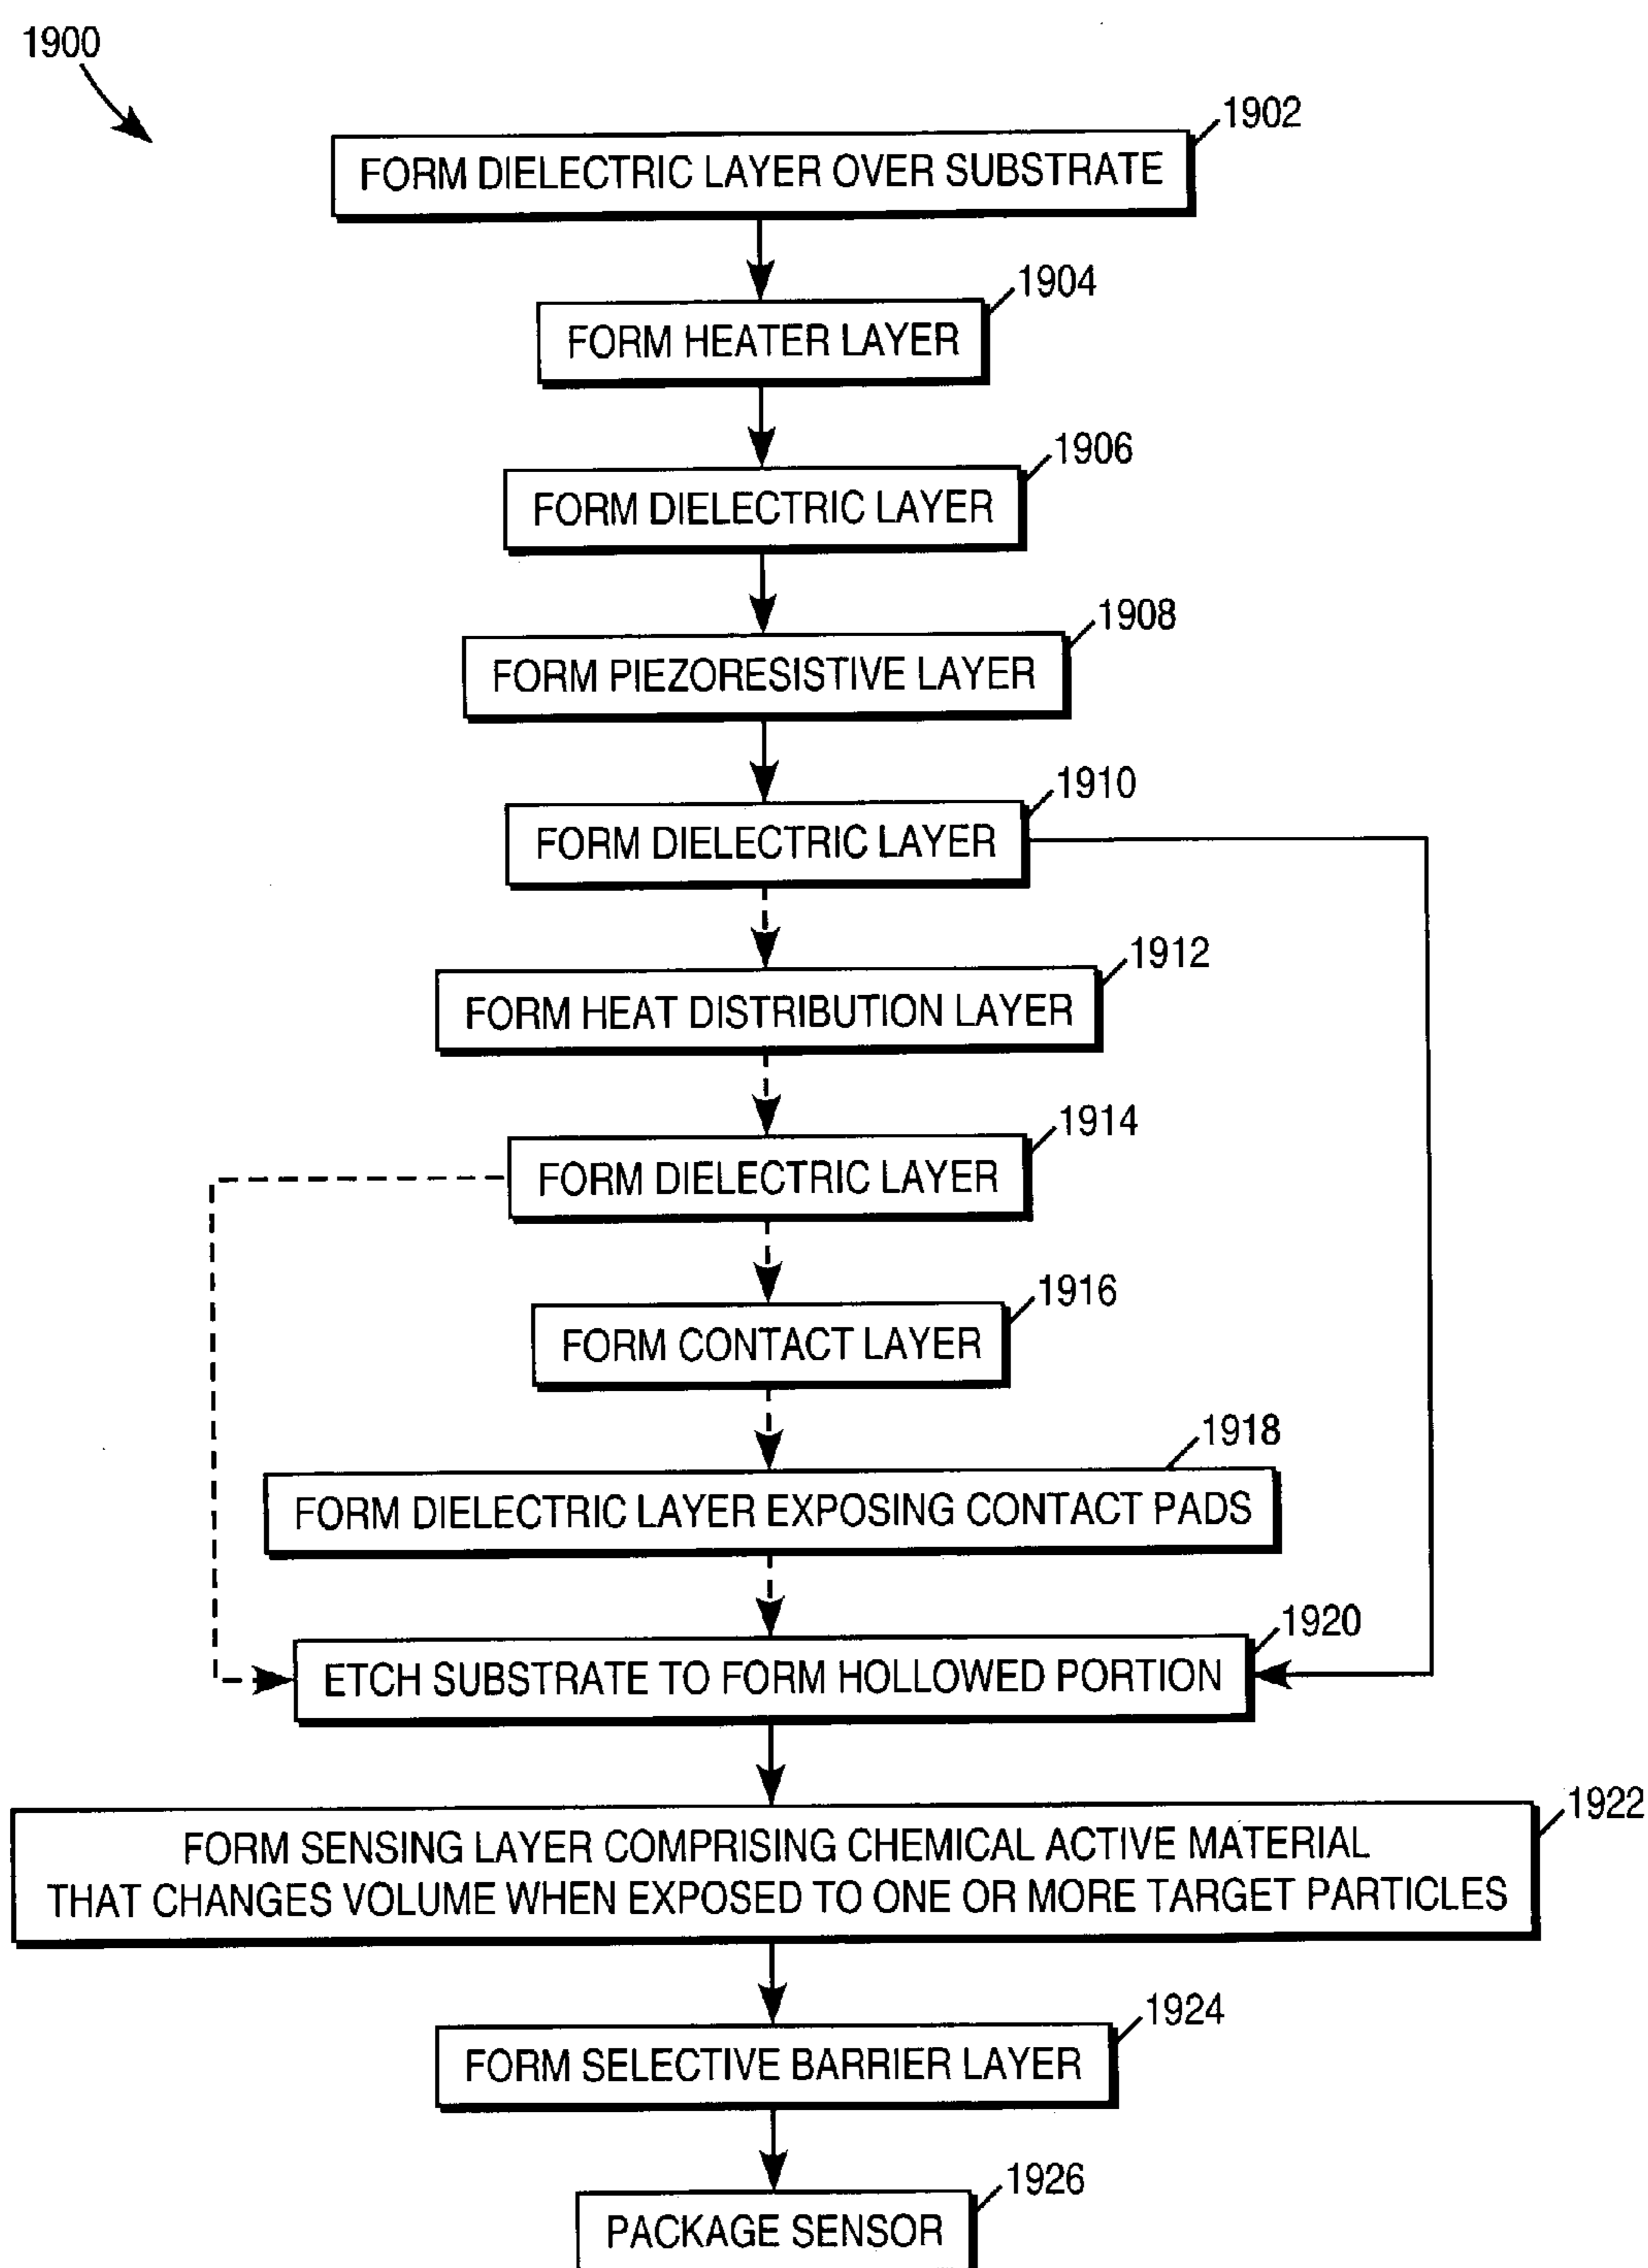 1900
1902
FORM DIELECTRIC LAYER OVER SUBSTRATE
1904
FORM HEATER LAYER
1906
FORM DIELECTRIC LAYER
1908
FORM PIEZORESISTIVE LAYER
1910
FORM DIELECTRIC LAYER
1912
FORM HEAT DISTRIBUTION LAYER
1914
FORM DIELECTRIC LAYER
1916
FORM CONTACT LAYER
1918
FORM DIELECTRIC LAYER EXPOSING CONTACT PADS
1920
ETCH SUBSTRATE TO FORM HOLLOWED PORTION
1922
FORM SENSING LAYER COMPRISING CHEMICAL ACTIVE MATERIAL
THAT CHANGES VOLUME WHEN EXPOSED TO ONE OR MORE TARGET PARTICLES
1924
FORM SELECTIVE BARRIER LAYER
1926
PACKAGE SENSOR